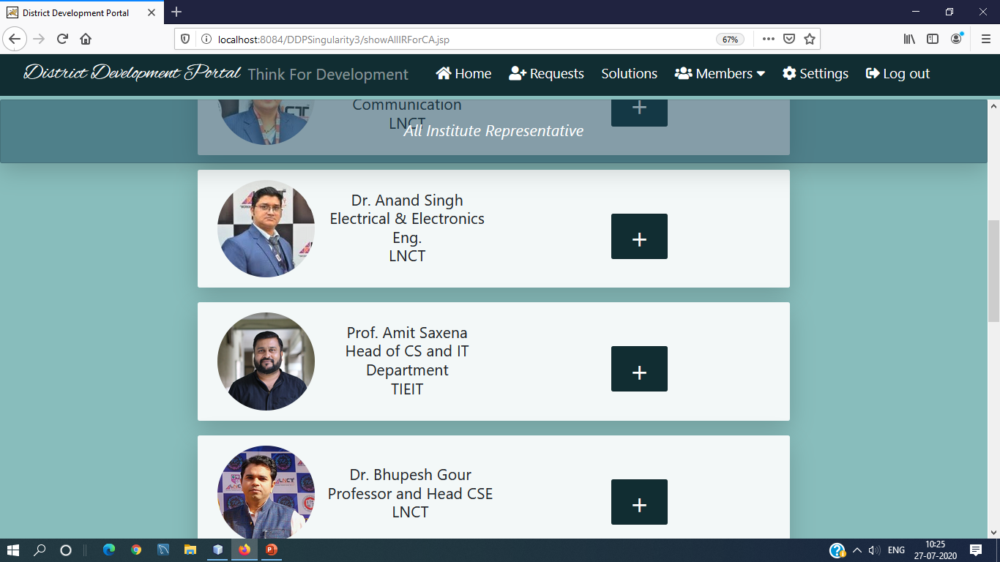 District Development Portal
localhost:8084/DDPSingularity3/showAllIRForCA.jsp
67%
District Development Portal Think For Development Home Requests Solutions Members Settings Log out
Communication
LNCT
All Institute Representative
Dr. Anand Singh
Electrical & Electronics
Eng.
LNCT
+
Prof. Amit Saxena
Head of CS and IT
Department
TIEIT
+
Dr. Bhupesh Gour
Professor and Head CSE
LNCT
+
LNCT
ENG
10:25
27-07-2020